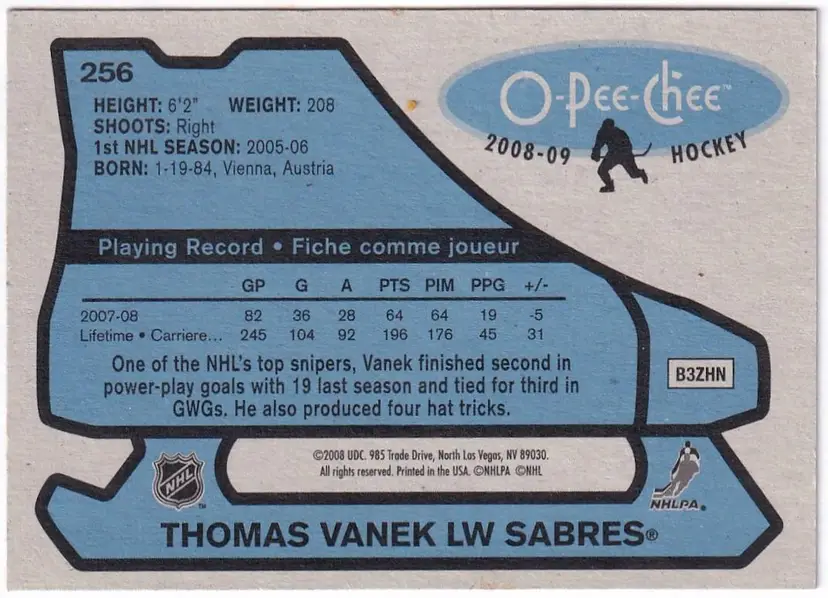 256
HEIGHT: 6'2" WEIGHT: 208
SHOOTS: Right
1st NHL SEASON: 2005-06
BORN: 1-19-84, Vienna, Austria
O-Pee-Chee™
2008-09 HOCKEY
Playing Record • Fiche comme joueur
GP G A PTS PIM PPG +/-
2007-08 82 36 28 64 64 19 -5
Lifetime • Carriere... 245 104 92 196 176 45 31
One of the NHL's top snipers, Vanek finished second in
power-play goals with 19 last season and tied for third in
GWGs. He also produced four hat tricks.
B3ZHN
©2008 UDC. 985 Trade Drive, North Las Vegas, NV 89030.
All rights reserved. Printed in the USA. ©NHLPA ©NHL
NHL™
NHLPA®
THOMAS VANEK LW SABRES®